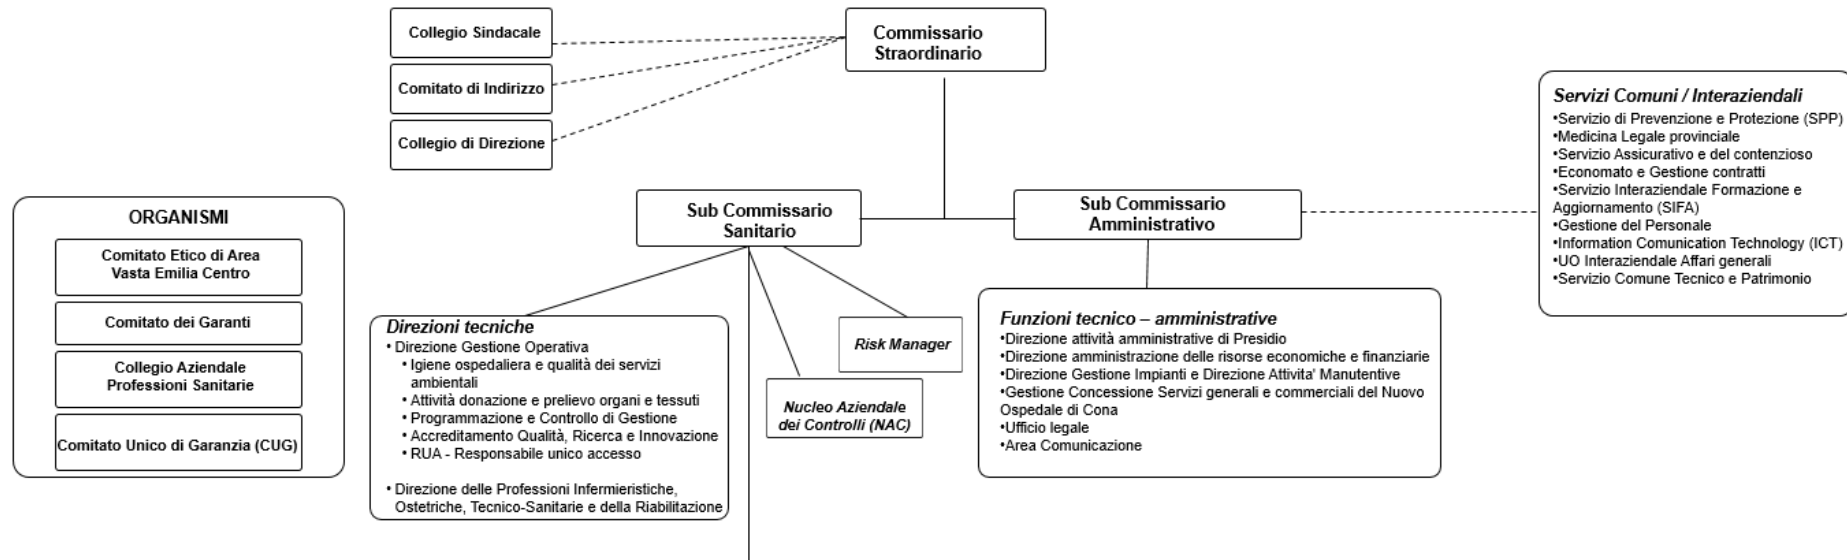 Collegio Sindacale
Comitato di Indirizzo
Collegio di Direzione
Commissario
Straordinario
Sub Commissario
Sanitario
Sub Commissario
Amministrativo
Servizi Comuni / Interaziendali
•Servizio di Prevenzione e Protezione (SPP)
•Medicina Legale provinciale
•Servizio Assicurativo e del contenzioso
•Economato e Gestione contratti
•Servizio Interaziendale Formazione e
Aggiornamento (SIFA)
•Gestione del Personale
•Information Comunication Technology (ICT)
•UO Interaziendale Affari generali
•Servizio Comune Tecnico e Patrimonio
ORGANISMI
Comitato Etico di Area
Vasta Emilia Centro
Comitato dei Garanti
Collegio Aziendale
Professioni Sanitarie
Comitato Unico di Garanzia (CUG)
Direzioni tecniche
• Direzione Gestione Operativa
• Igiene ospedaliera e qualità dei servizi
ambientali
• Attività donazione e prelievo organi e tessuti
• Programmazione e Controllo di Gestione
• Accreditamento Qualità, Ricerca e Innovazione
• RUA - Responsabile unico accesso
• Direzione delle Professioni Infermieristiche,
Ostetriche, Tecnico-Sanitarie e della Riabilitazione
Risk Manager
Nucleo Aziendale
dei Controlli (NAC)
Funzioni tecnico – amministrative
•Direzione attività amministrative di Presidio
•Direzione amministrazione delle risorse economiche e finanziarie
•Direzione Gestione Impianti e Direzione Attivita' Manutentive
•Gestione Concessione Servizi generali e commerciali del Nuovo
Ospedale di Cona
•Ufficio legale
•Area Comunicazione